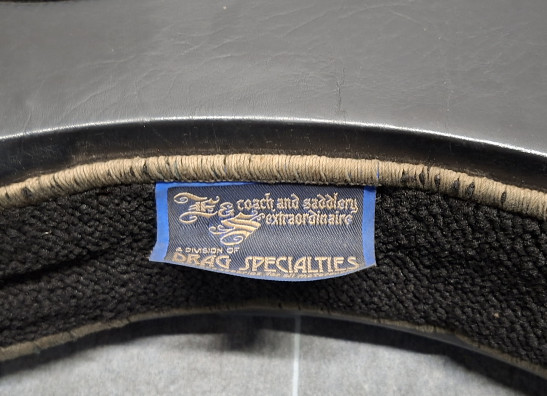 E & S coach and saddlery
extraordinaire
A DIVISION OF
DRAG SPECIALTIES